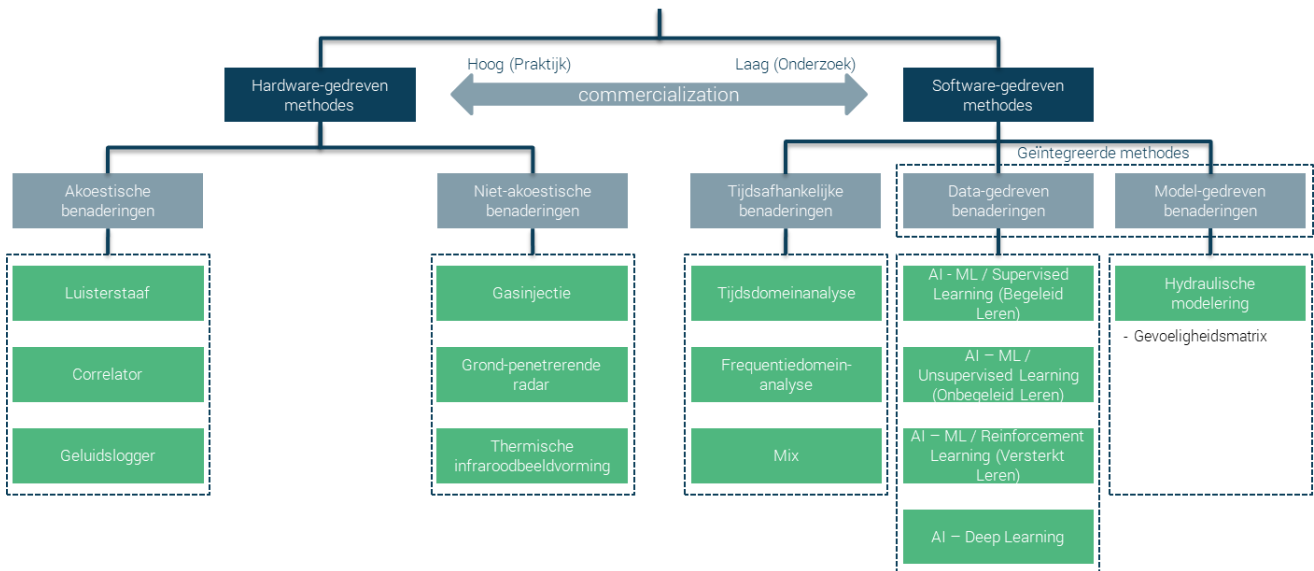 Hardware-gedreven
methodes
Hoog (Praktijk)
Laag (Onderzoek)
commercialization
Software-gedreven
methodes
Geïntegreerde methodes
Akoestische
benaderingen
Niet-akoestische
benaderingen
Tijdsafhankelijke
benaderingen
Data-gedreven
benaderingen
Model-gedreven
benaderingen
Luisterstaaf
Correlator
Geluidslogger
Gasinjectie
Grond-penetrerende
radar
Thermische
infraroodbeeldvorming
Tijdsdomeinanalyse
Frequentiedomein-
analyse
Mix
AI - ML / Supervised
Learning (Begeleid
Leren)
AI – ML /
Unsupervised Learning
(Onbegeleid Leren)
AI – ML / Reinforcement
Learning (Versterkt
Leren)
AI – Deep Learning
Hydraulische
modelering
- Gevoeligheidsmatrix